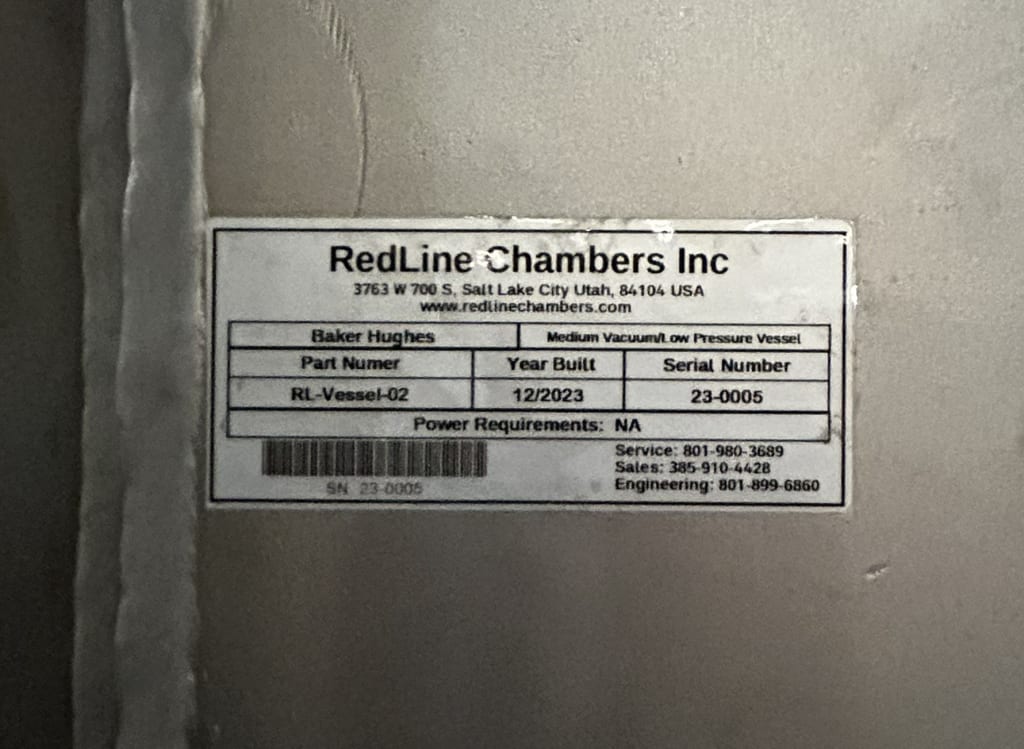 RedLine Chambers Inc
3763 W 700 S, Salt Lake City Utah, 84104 USA
www.redlinechambers.com
Baker Hughes Medium Vacuum/Low Pressure Vessel
Part Numer Year Built Serial Number
RL-Vessel-02 12/2023 23-0005
Power Requirements: NA
Service: 801-980-3689
Sales: 385-910-4428
Engineering: 801-899-6860
SN 23-0005